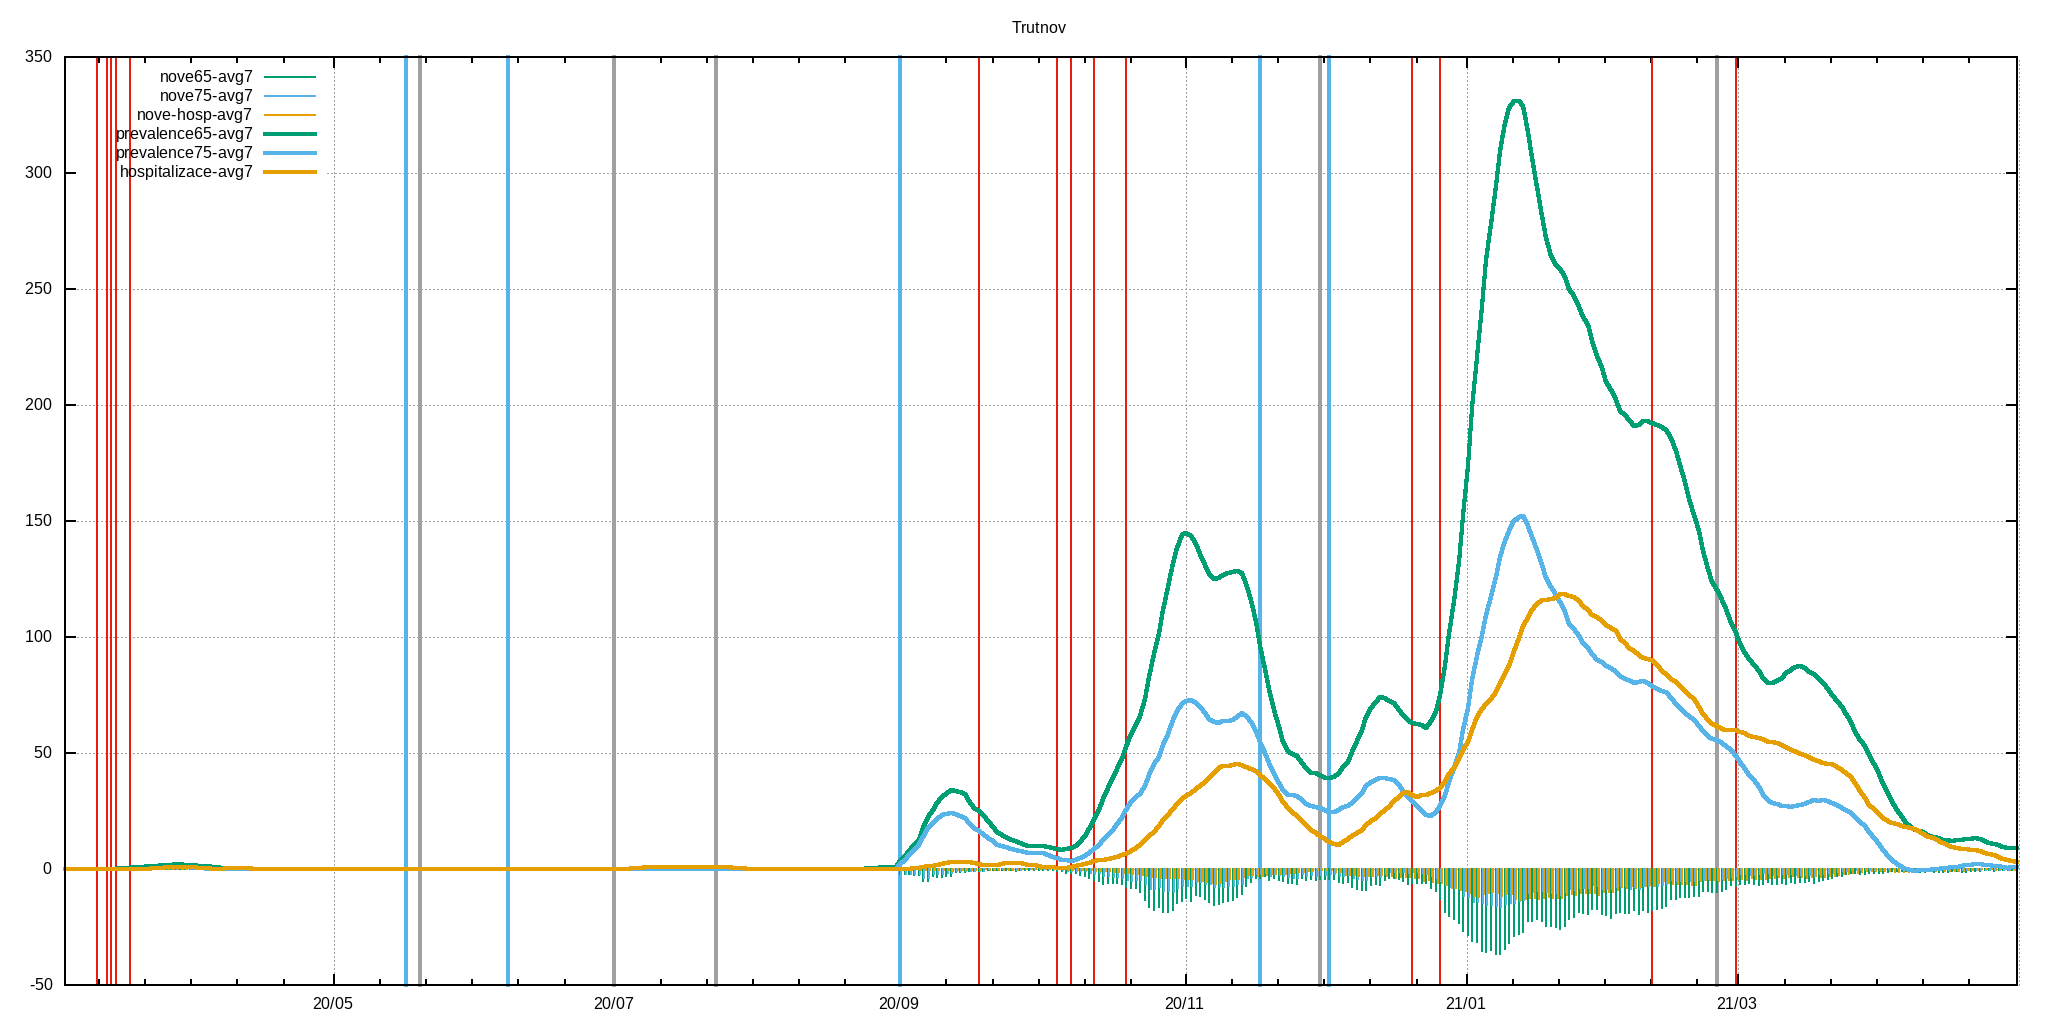 Trutnov
350
300
250
200
150
100
50
0
-50
nove65-avg7
nove75-avg7
nove-hosp-avg7
prevalence65-avg7
prevalence75-avg7
hospitalizace-avg7
20/05 20/07 20/09 20/11 21/01 21/03